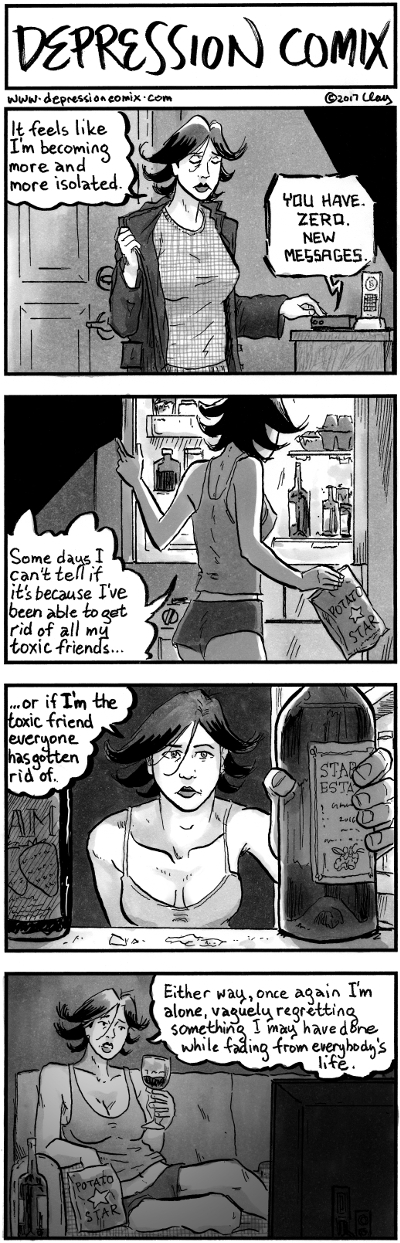 DEPRESSION COMIX
www.depressioncomix.com
©2017 Clay
It feels like
I'm becoming
more and
more isolated.
YOU HAVE.
ZERO.
NEW
MESSAGES.
Some days I
can't tell if
it's because I've
been able to get
rid of all my
toxic friends...
POTATO
STAR
...or if I'm the
toxic friend
everyone
has gotten
rid of.
JAM
STAR
ESTA
Either way, once again I'm
alone, vaguely regretting
something I may have done
while fading from everybody's
life.
POTATO
STAR